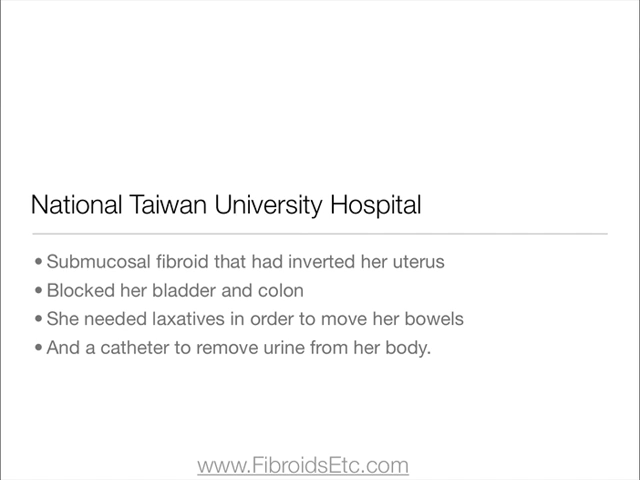 National Taiwan University Hospital
• Submucosal fibroid that had inverted her uterus
• Blocked her bladder and colon
• She needed laxatives in order to move her bowels
• And a catheter to remove urine from her body.
www.FibroidsEtc.com